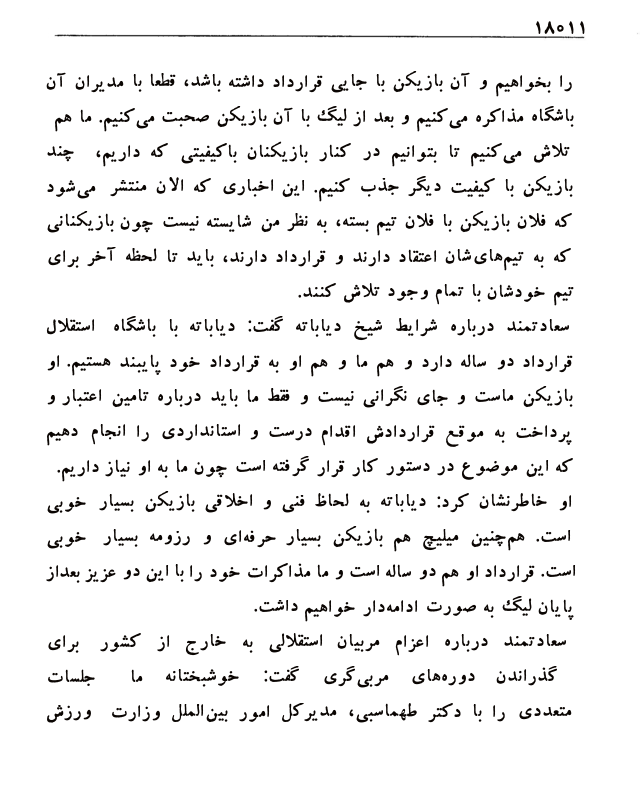 ۱۸۰۱۱
را بخواهیم و آن بازیکن با جایی قرارداد داشته باشد، قطعا با مدیران آن
باشگاه مذاکره می‌کنیم و بعد از لیگ با آن بازیکن صحبت می‌کنیم. ما هم
تلاش می‌کنیم تا بتوانیم در کنار بازیکنان باکیفیتی که داریم، چند
بازیکن با کیفیت دیگر جذب کنیم. این اخباری که الان منتشر می‌شود
که فلان بازیکن با فلان تیم بسته، به نظر من شایسته نیست چون بازیکنانی
که به تیم‌های‌شان اعتقاد دارند و قرارداد دارند، باید تا لحظه آخر برای
تیم خودشان با تمام وجود تلاش کنند.
سعادتمند درباره شرایط شیخ دیاباته گفت: دیاباته با باشگاه استقلال
قرارداد دو ساله دارد و هم ما و هم او به قرارداد خود پایبند هستیم. او
بازیکن ماست و جای نگرانی نیست و فقط ما باید درباره تامین اعتبار و
پرداخت به موقع قراردادش اقدام درست و استانداردی را انجام دهیم
که این موضوع در دستور کار قرار گرفته است چون ما به او نیاز داریم.
او خاطرنشان کرد: دیاباته به لحاظ فنی و اخلاقی بازیکن بسیار خوبی
است. هم‌چنین میلیچ هم بازیکن بسیار حرفه‌ای و رزومه بسیار خوبی
است. قرارداد او هم دو ساله است و ما مذاکرات خود را با این دو عزیز بعداز
پایان لیگ به صورت ادامه‌دار خواهیم داشت.
سعادتمند درباره اعزام مربیان استقلالی به خارج از کشور برای
گذراندن دوره‌های مربی‌گری گفت: خوشبختانه ما جلسات
متعددی را با دکتر طهماسبی، مدیرکل امور بین‌الملل وزارت ورزش